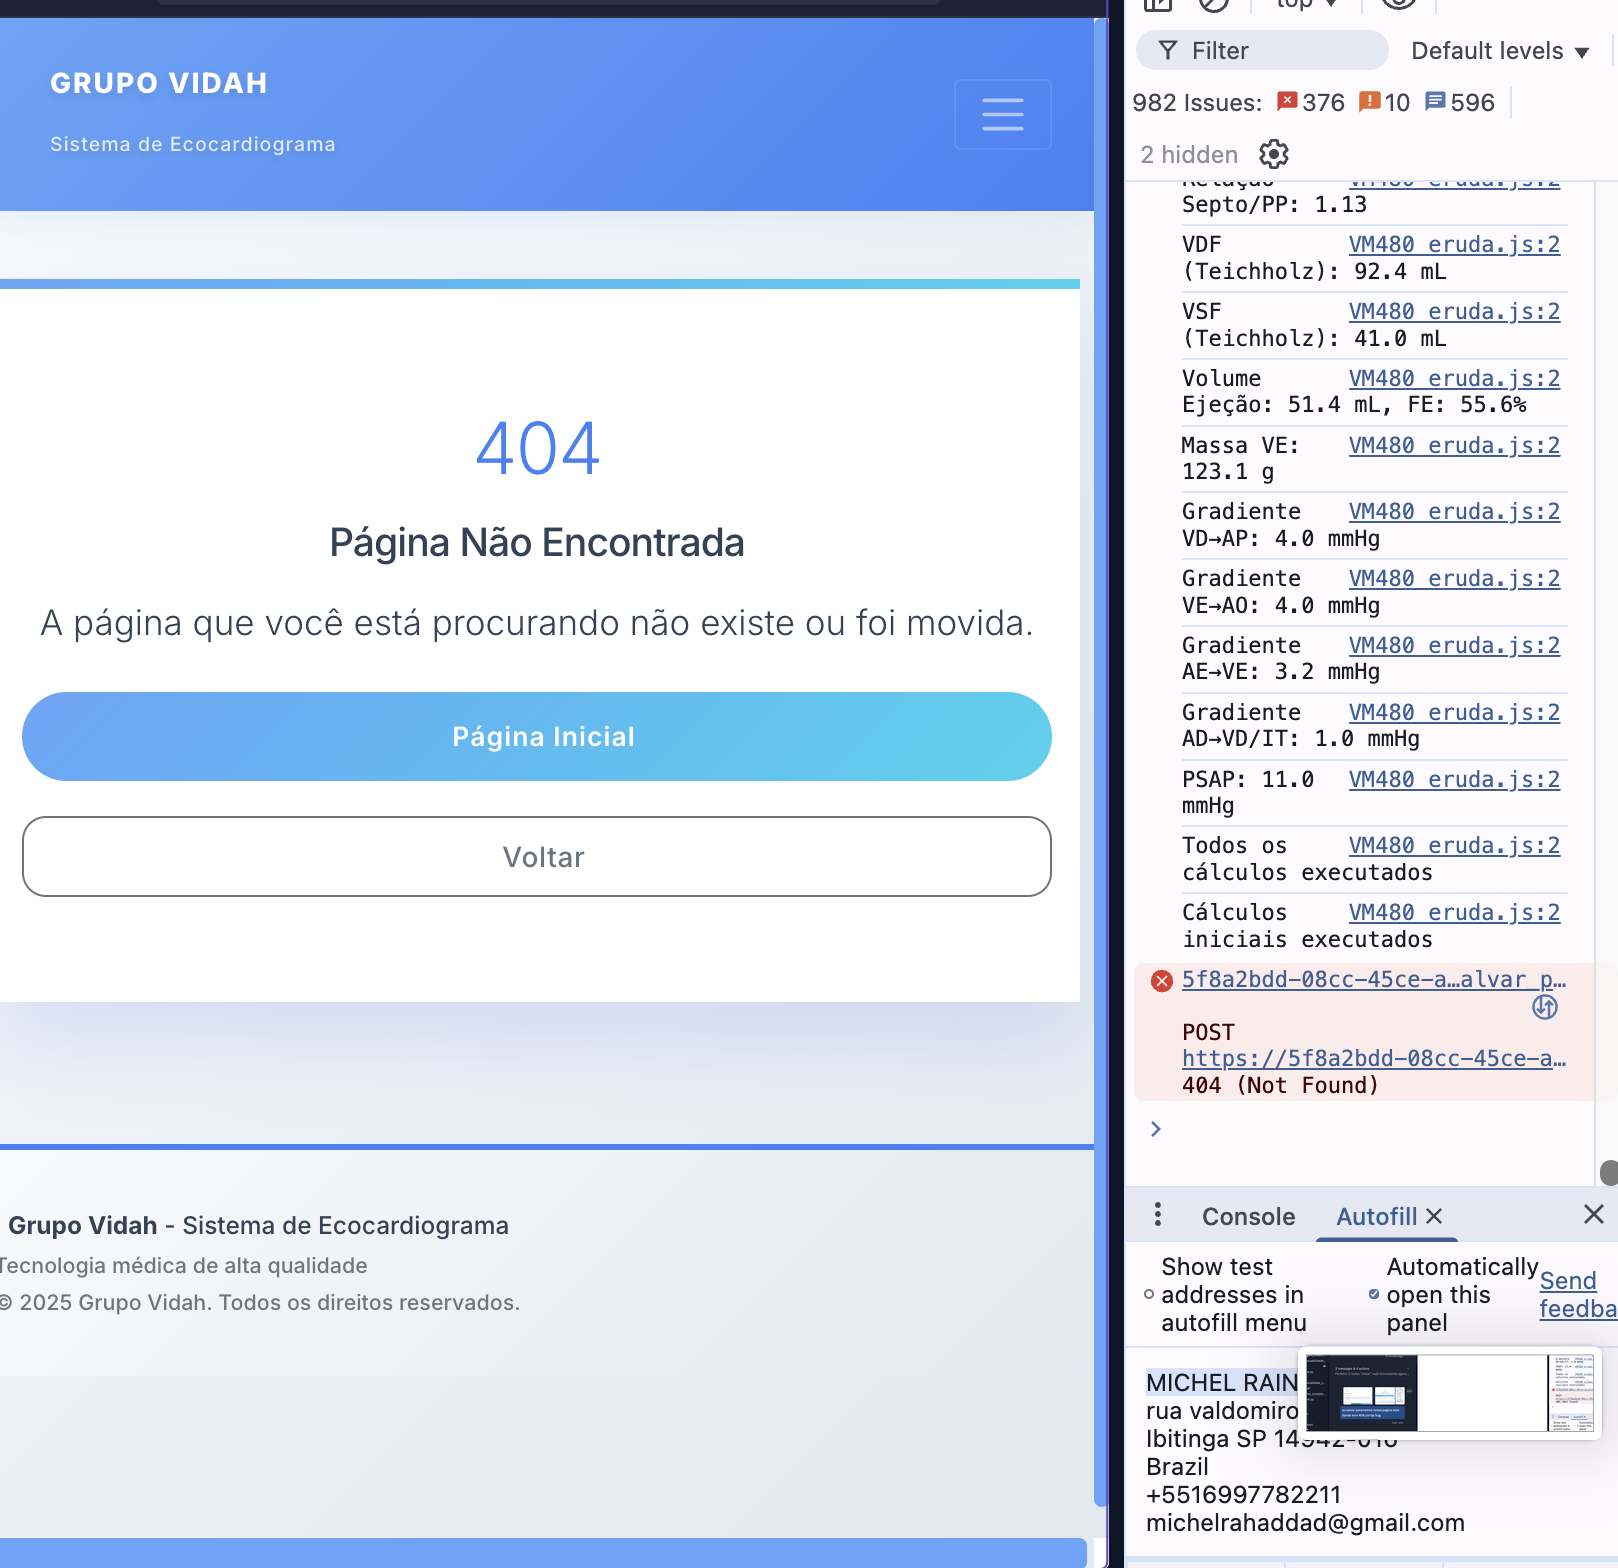 GRUPO VIDAH
Sistema de Ecocardiograma
404
Página Não Encontrada
A página que você está procurando não existe ou foi movida.
Página Inicial
Voltar
Grupo Vidah - Sistema de Ecocardiograma
Tecnologia médica de alta qualidade
© 2025 Grupo Vidah. Todos os direitos reservados.
top ▼
Filter
Default levels ▼
982 Issues: 376 10 596
2 hidden
Relação VM480 eruda.js:2
Septo/PP: 1.13
VDF VM480 eruda.js:2
(Teichholz): 92.4 mL
VSF VM480 eruda.js:2
(Teichholz): 41.0 mL
Volume VM480 eruda.js:2
Ejeção: 51.4 mL, FE: 55.6%
Massa VE: VM480 eruda.js:2
123.1 g
Gradiente VM480 eruda.js:2
VD→AP: 4.0 mmHg
Gradiente VM480 eruda.js:2
VE→AO: 4.0 mmHg
Gradiente VM480 eruda.js:2
AE→VE: 3.2 mmHg
Gradiente VM480 eruda.js:2
AD→VD/IT: 1.0 mmHg
PSAP: 11.0 VM480 eruda.js:2
mmHg
Todos os VM480 eruda.js:2
cálculos executados
Cálculos VM480 eruda.js:2
iniciais executados
5f8a2bdd-08cc-45ce-a…alvar_p…
POST
https://5f8a2bdd-08cc-45ce-a…
404 (Not Found)
Console
Autofill
Show test
addresses in
autofill menu
Automatically
open this
panel
Send
feedba
MICHEL RAIN
rua valdomiro
Ibitinga SP 14942-016
Brazil
+5516997782211
michelrahaddad@gmail.com